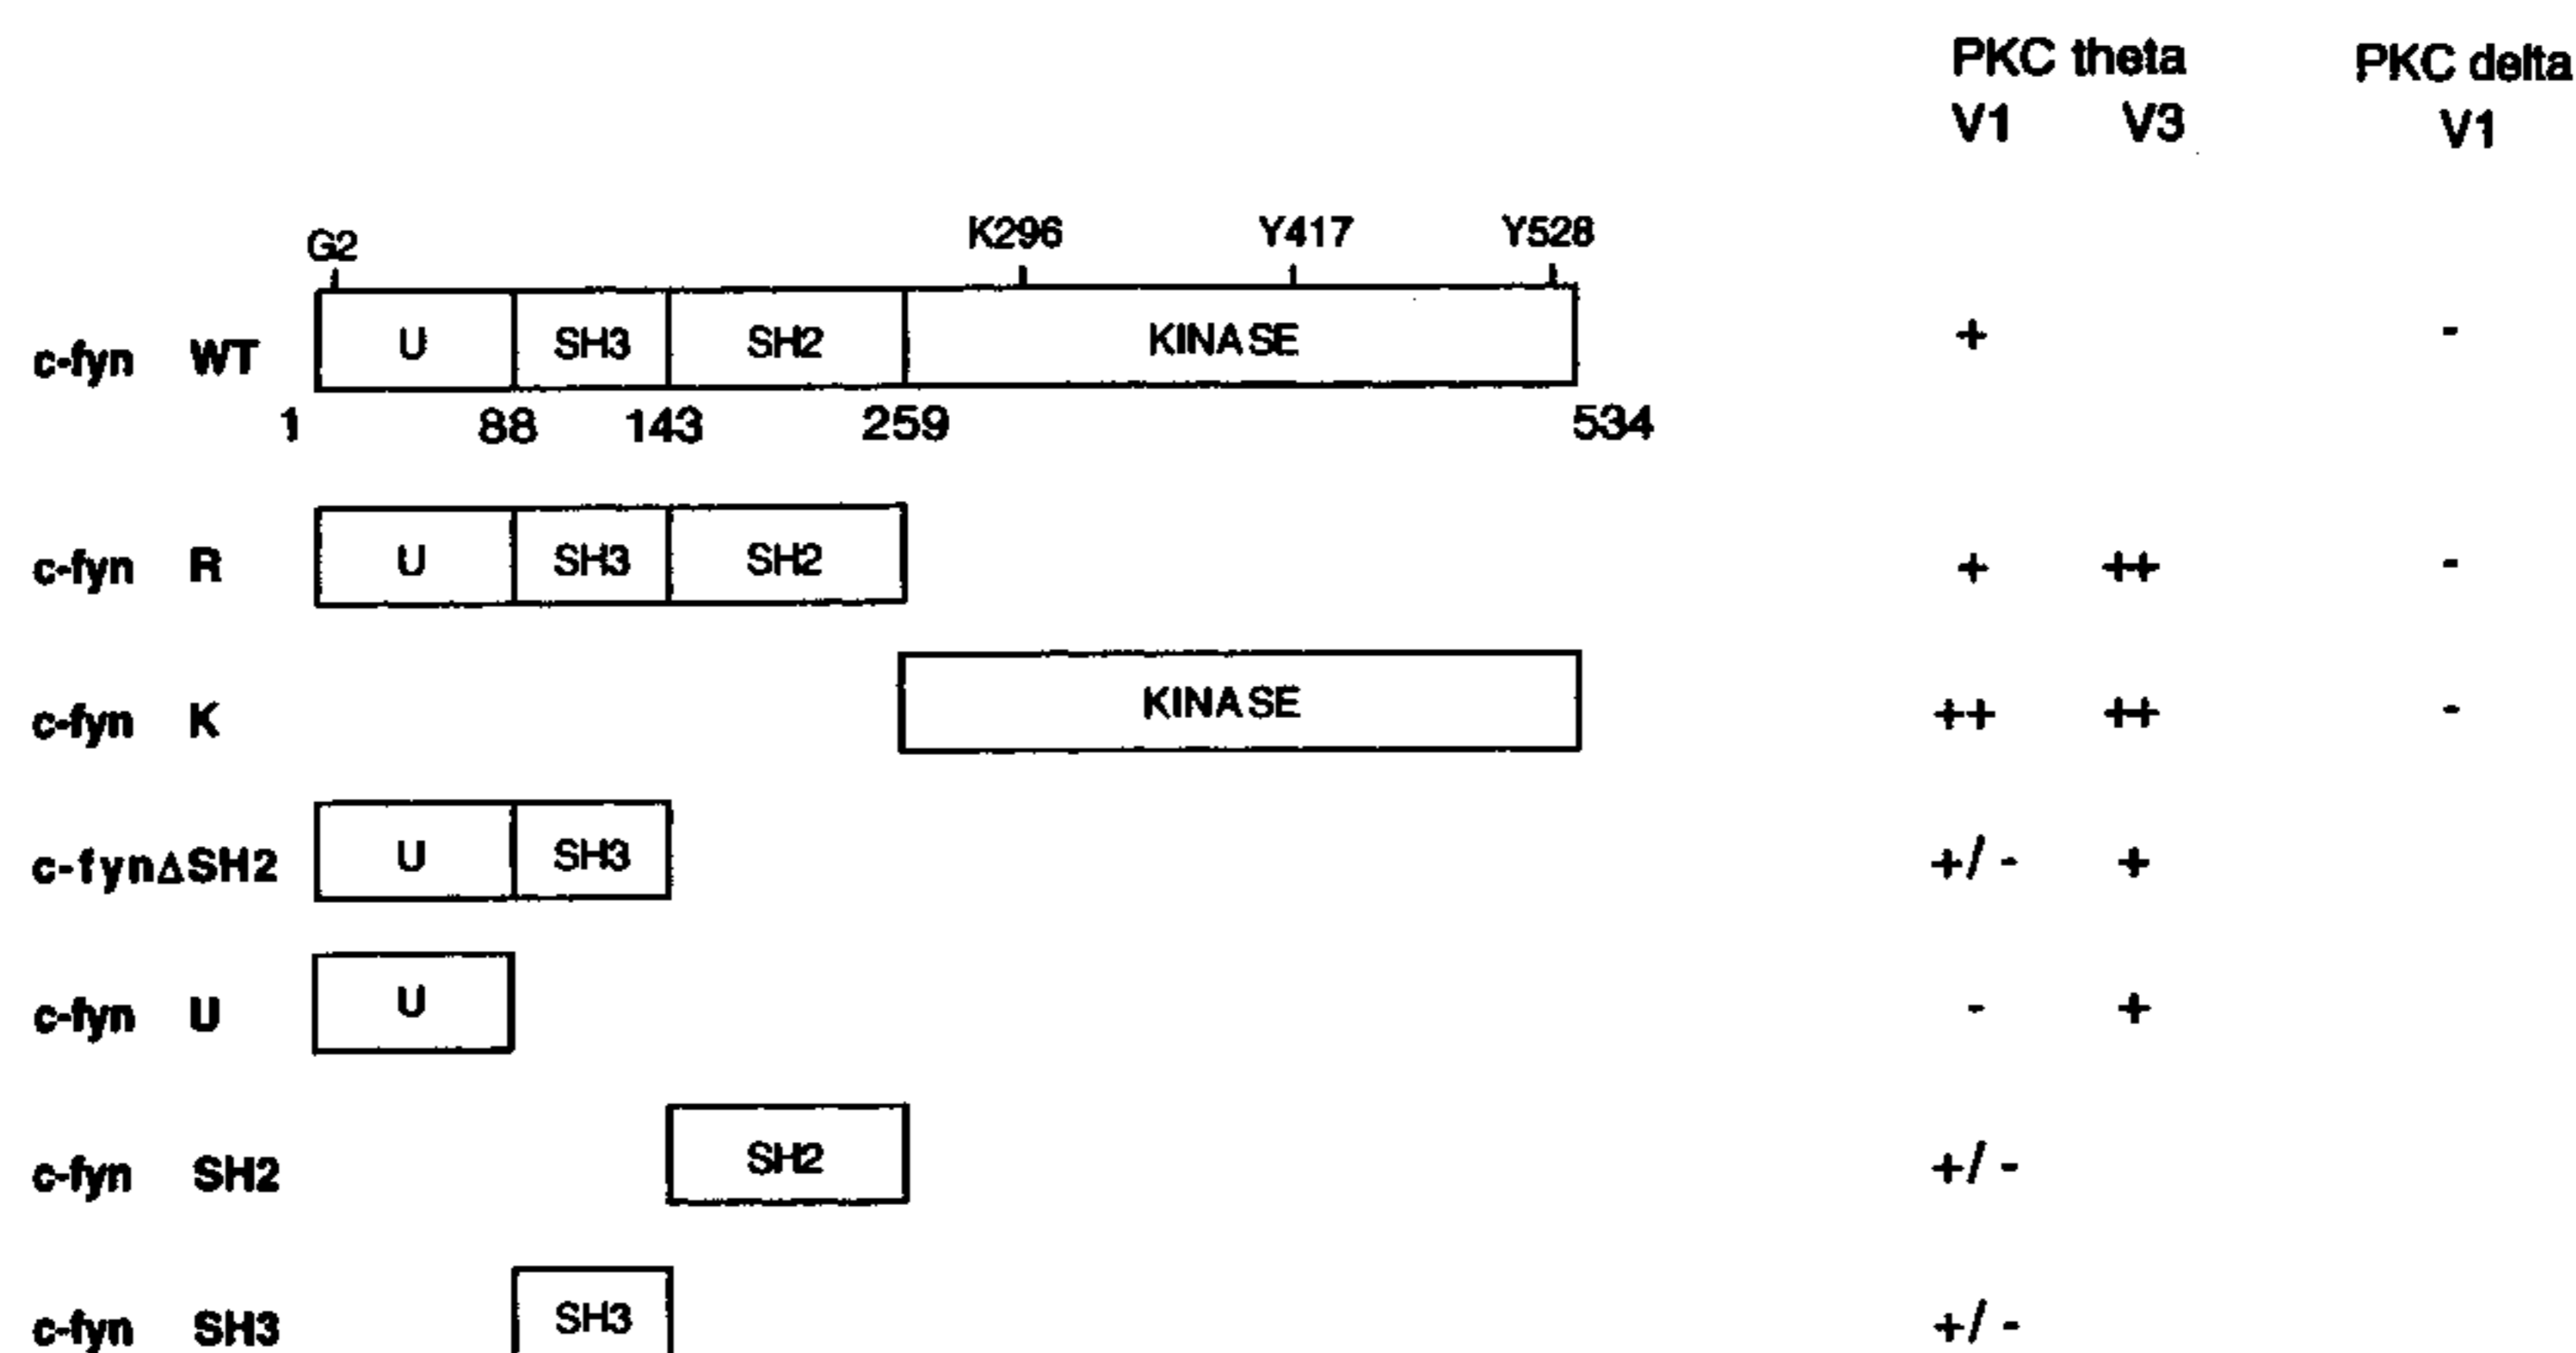 PKC theta PKC delta
V1 V3 V1
G2 K296 Y417 Y528
c-fyn WT U SH3 SH2 KINASE + -
1 88 143 259 534
c-fyn R U SH3 SH2 + ++ -
c-fyn K KINASE ++ ++ -
c-fynΔSH2 U SH3 +/- +
c-fyn U U - +
c-fyn SH2 SH2 +/-
c-fyn SH3 SH3 +/-